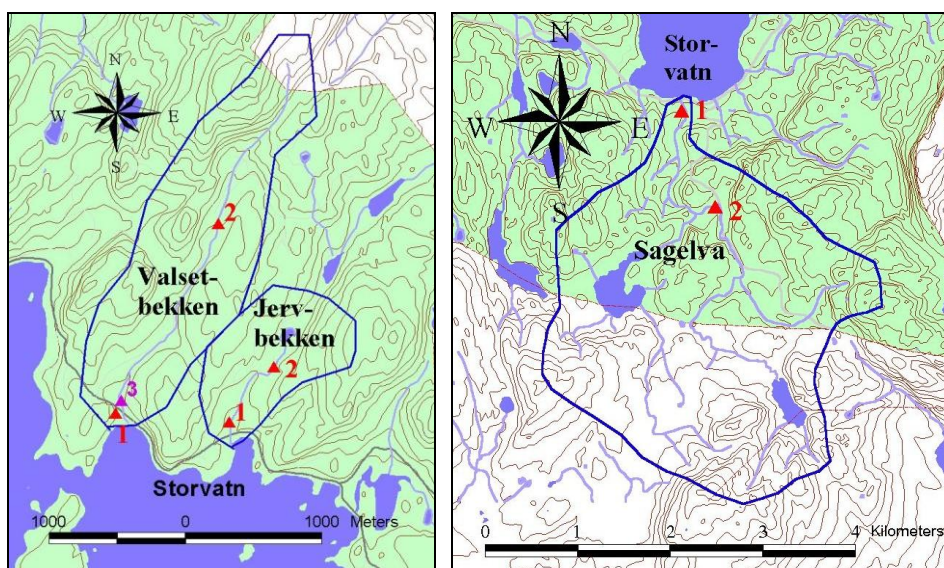 N
W E
S
2
Valset-
bekken
Jerv-
bekken
2
3
1
1
Storvatn
1000 0 1000 Meters
N
Stor-
vatn
1
W E
2
S
Sagelva
0 1 2 3 4 Kilometers